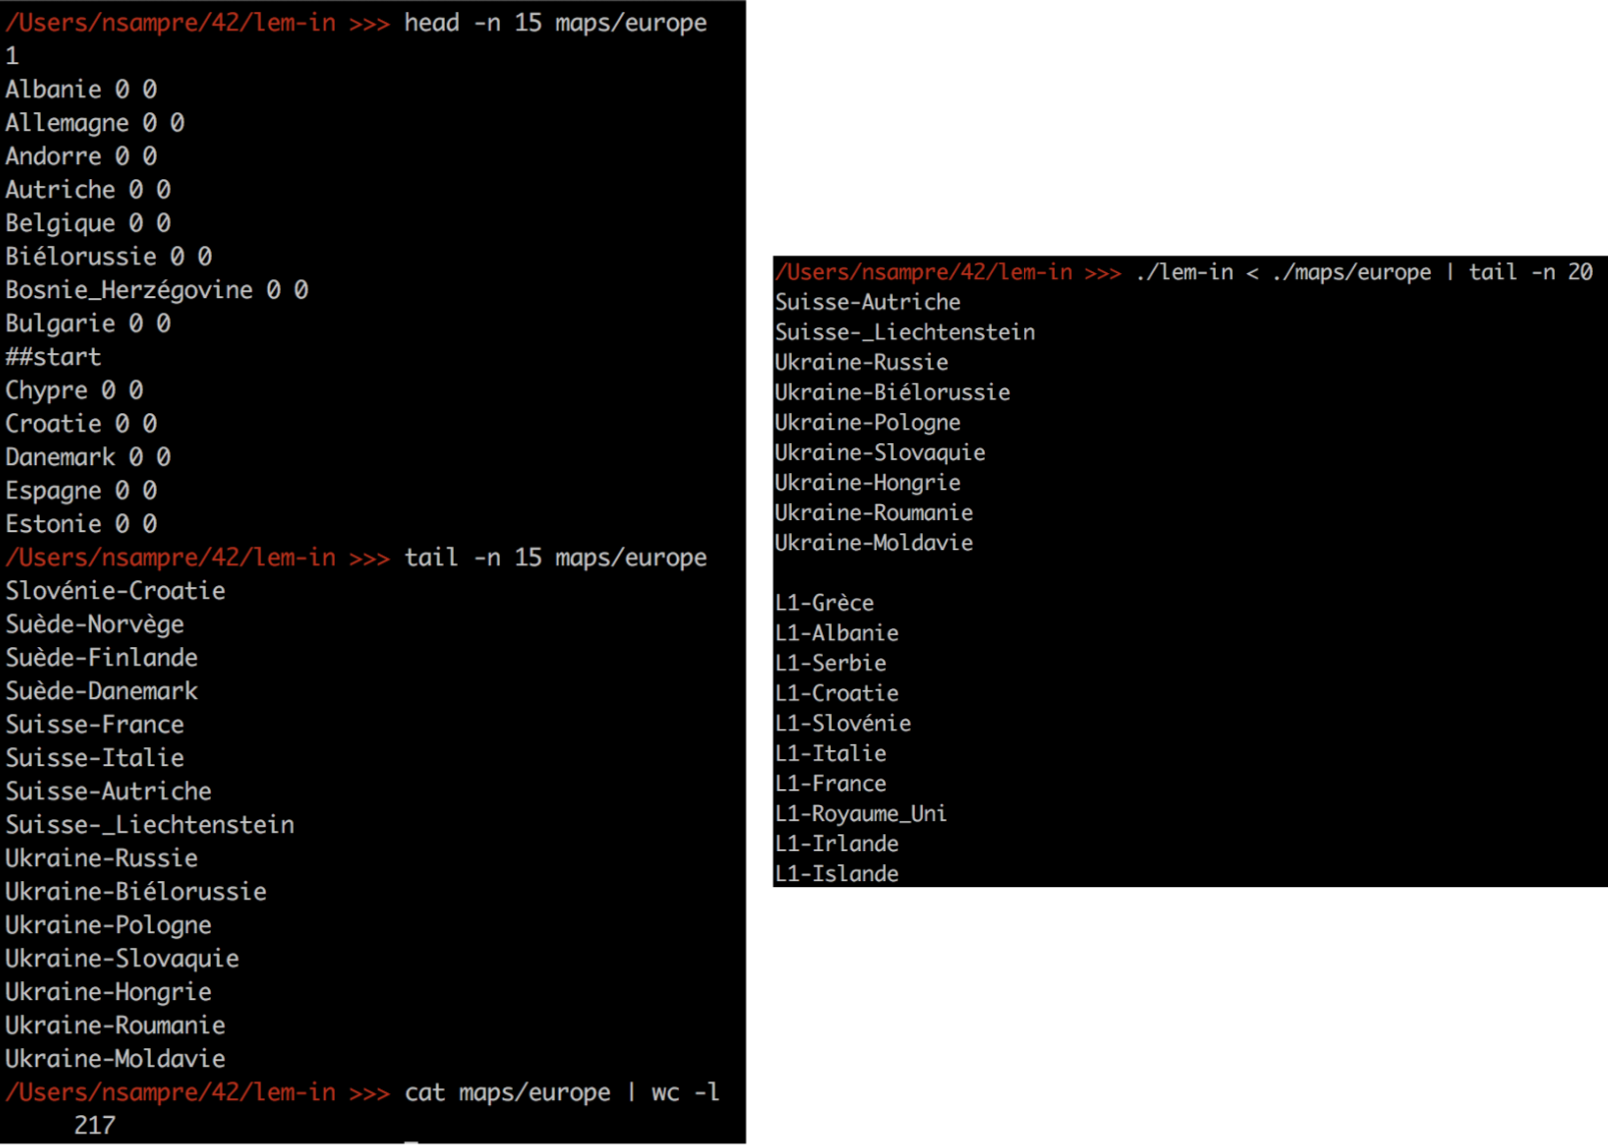 /Users/nsampre/42/lem-in >>> head -n 15 maps/europe
1
Albanie 0 0
Allemagne 0 0
Andorre 0 0
Autriche 0 0
Belgique 0 0
Biélorussie 0 0
Bosnie_Herzégovine 0 0
Bulgarie 0 0
##start
Chypre 0 0
Croatie 0 0
Danemark 0 0
Espagne 0 0
Estonie 0 0
/Users/nsampre/42/lem-in >>> tail -n 15 maps/europe
Slovénie-Croatie
Suède-Norvège
Suède-Finlande
Suède-Danemark
Suisse-France
Suisse-Italie
Suisse-Autriche
Suisse-_Liechtenstein
Ukraine-Russie
Ukraine-Biélorussie
Ukraine-Pologne
Ukraine-Slovaquie
Ukraine-Hongrie
Ukraine-Roumanie
Ukraine-Moldavie
/Users/nsampre/42/lem-in >>> cat maps/europe | wc -l
217
/Users/nsampre/42/lem-in >>> ./lem-in < ./maps/europe | tail -n 20
Suisse-Autriche
Suisse-_Liechtenstein
Ukraine-Russie
Ukraine-Biélorussie
Ukraine-Pologne
Ukraine-Slovaquie
Ukraine-Hongrie
Ukraine-Roumanie
Ukraine-Moldavie
L1-Grèce
L1-Albanie
L1-Serbie
L1-Croatie
L1-Slovénie
L1-Italie
L1-France
L1-Royaume_Uni
L1-Irlande
L1-Islande